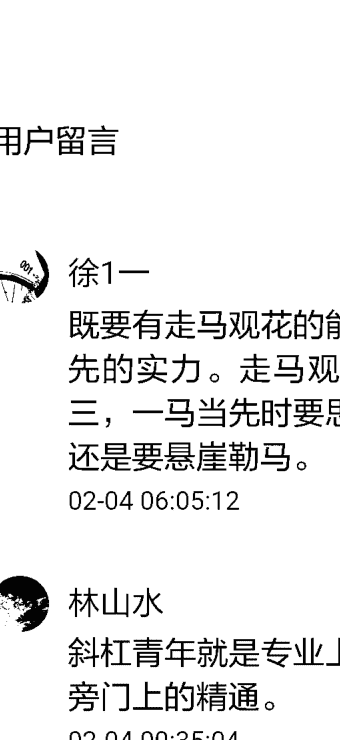 用户留言
徐1一
既要有走马观花的能
先的实力。走马观
三，一马当先时要思
还是要悬崖勒马。
02-04 06:05:12
林山水
斜杠青年就是专业上
旁门上的精通。